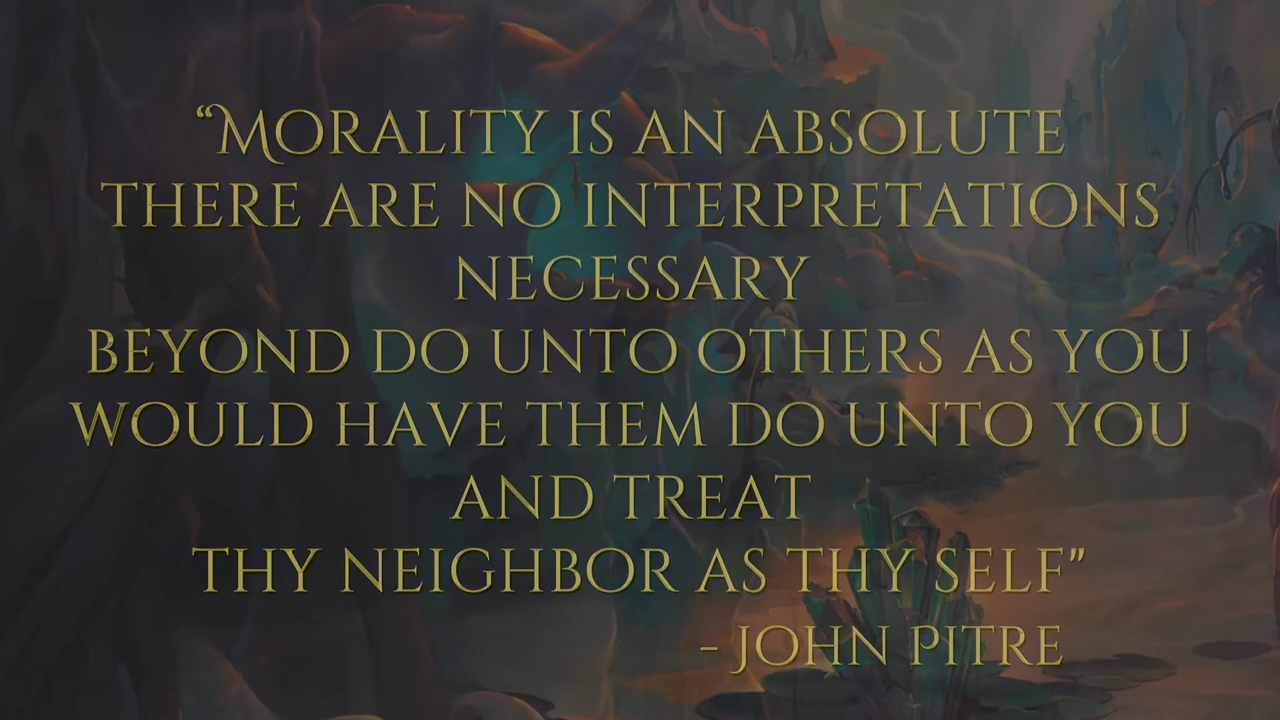 “MORALITY IS AN ABSOLUTE
THERE ARE NO INTERPRETATIONS
NECESSARY
BEYOND DO UNTO OTHERS AS YOU
WOULD HAVE THEM DO UNTO YOU
AND TREAT
THY NEIGHBOR AS THY SELF”
- JOHN PITRE